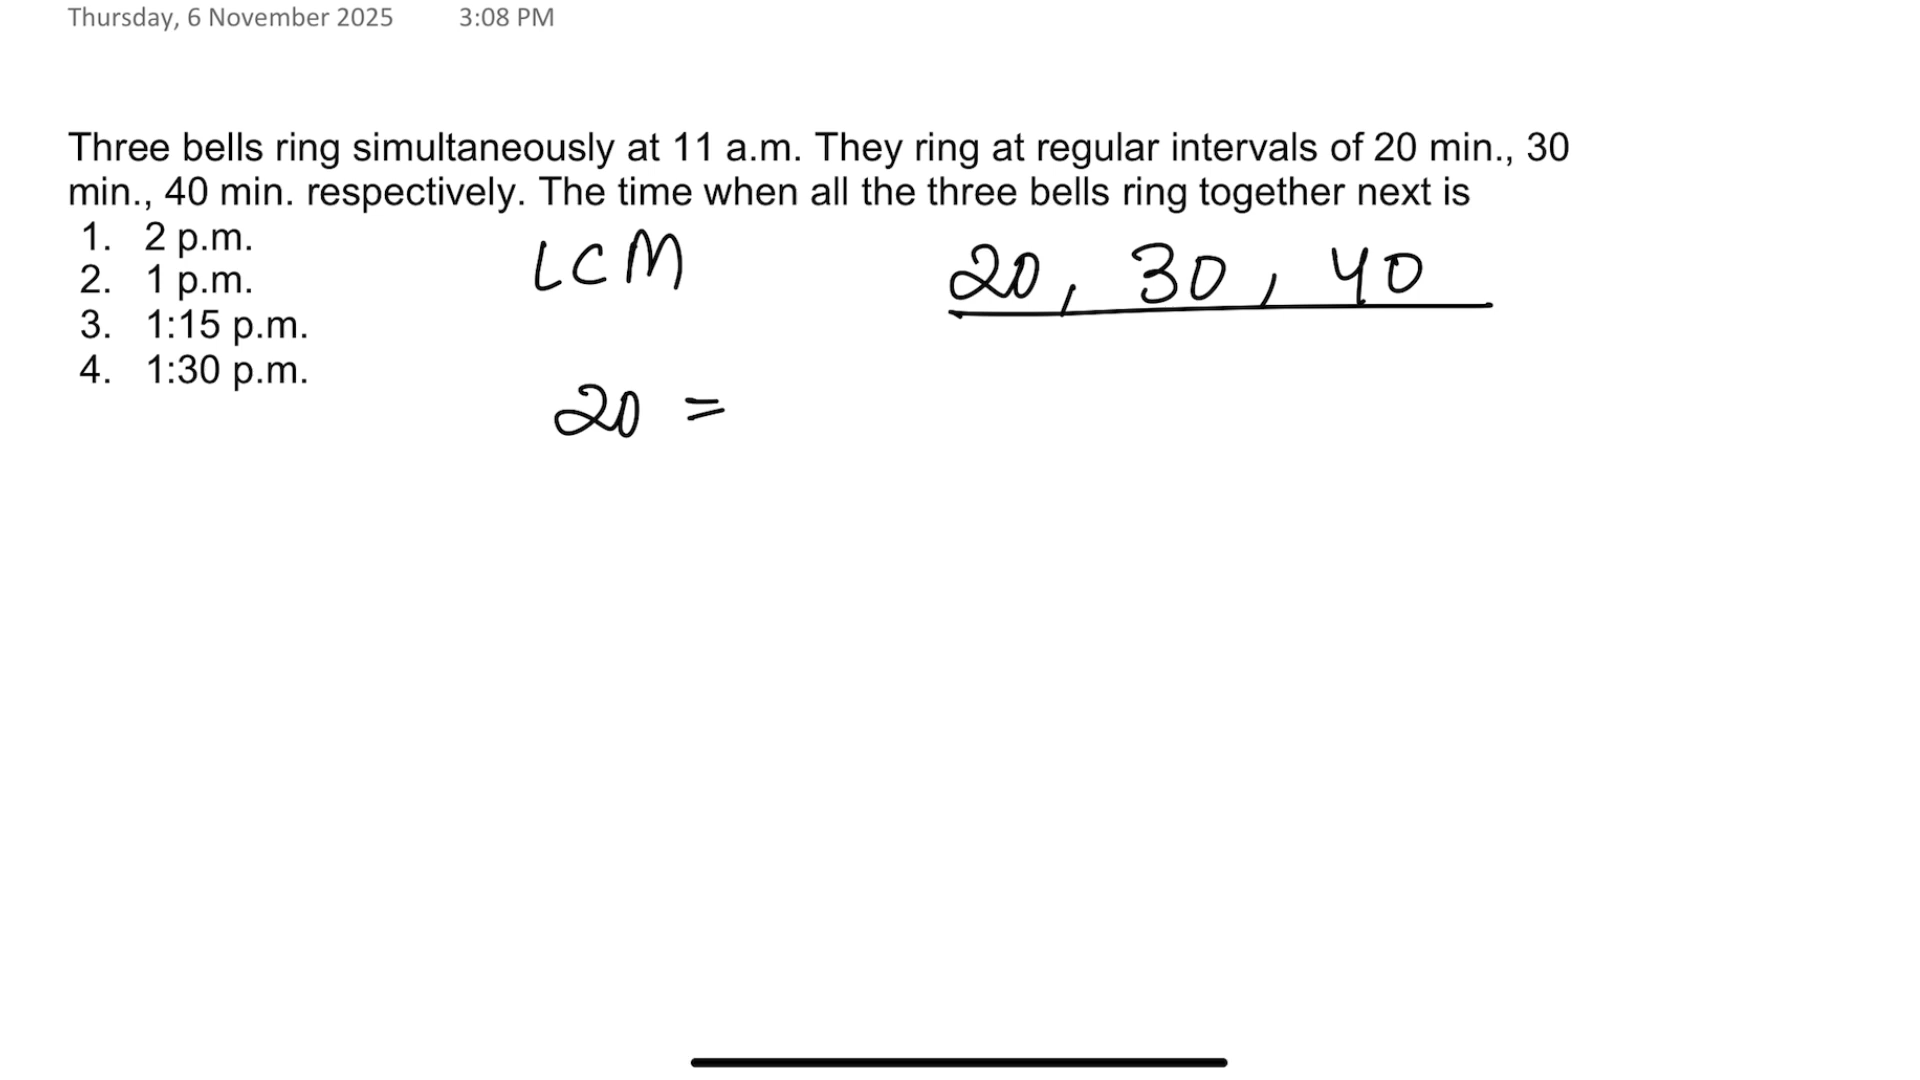 Thursday, 6 November 2025 3:08 PM
Three bells ring simultaneously at 11 a.m. They ring at regular intervals of 20 min., 30
min., 40 min. respectively. The time when all the three bells ring together next is
1. 2 p.m.
2. 1 p.m.
3. 1:15 p.m.
4. 1:30 p.m.
LCM 20, 30, 40
20 =